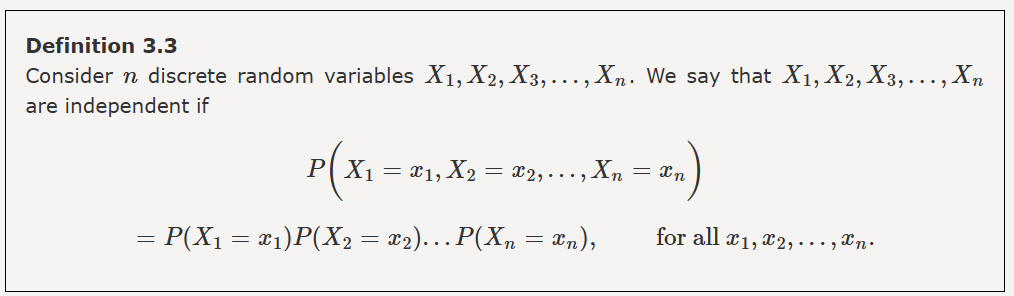 Definition 3.3
Consider n discrete random variables X₁, X₂, X₃, . . . , Xₙ. We say that X₁, X₂, X₃, . . . , Xₙ
are independent if
P(X₁ = x₁, X₂ = x₂, . . . , Xₙ = xₙ)
= P(X₁ = x₁)P(X₂ = x₂). . . P(Xₙ = xₙ), for all x₁, x₂, . . . , xₙ.